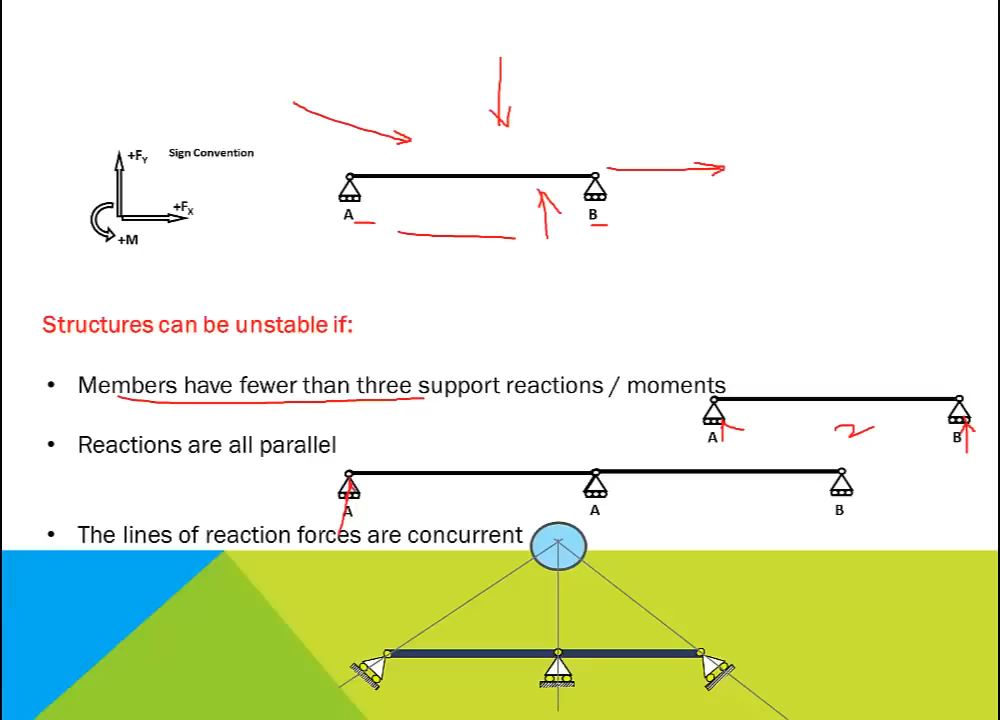 +FY Sign Convention
+FX
+M
A B
Structures can be unstable if:
• Members have fewer than three support reactions / moments
A 2 B
• Reactions are all parallel
A A B
• The lines of reaction forces are concurrent